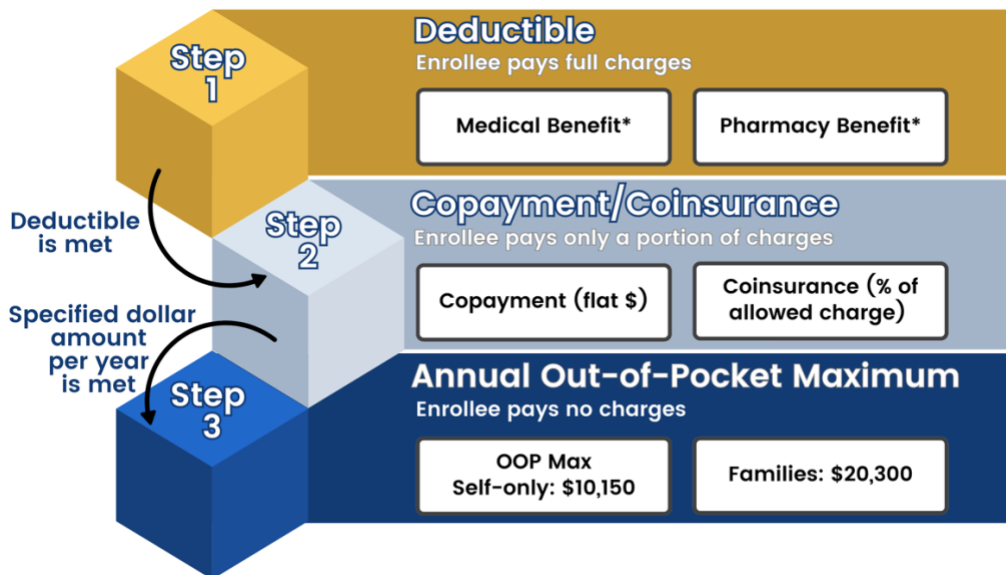 Step
1
Deductible
Enrollee pays full charges
Medical Benefit*
Pharmacy Benefit*
Deductible
is met
Step
2
Copayment/Coinsurance
Enrollee pays only a portion of charges
Copayment (flat $)
Coinsurance (% of
allowed charge)
Specified dollar
amount
per year
is met
Step
3
Annual Out-of-Pocket Maximum
Enrollee pays no charges
OOP Max
Self-only: $10,150
Families: $20,300